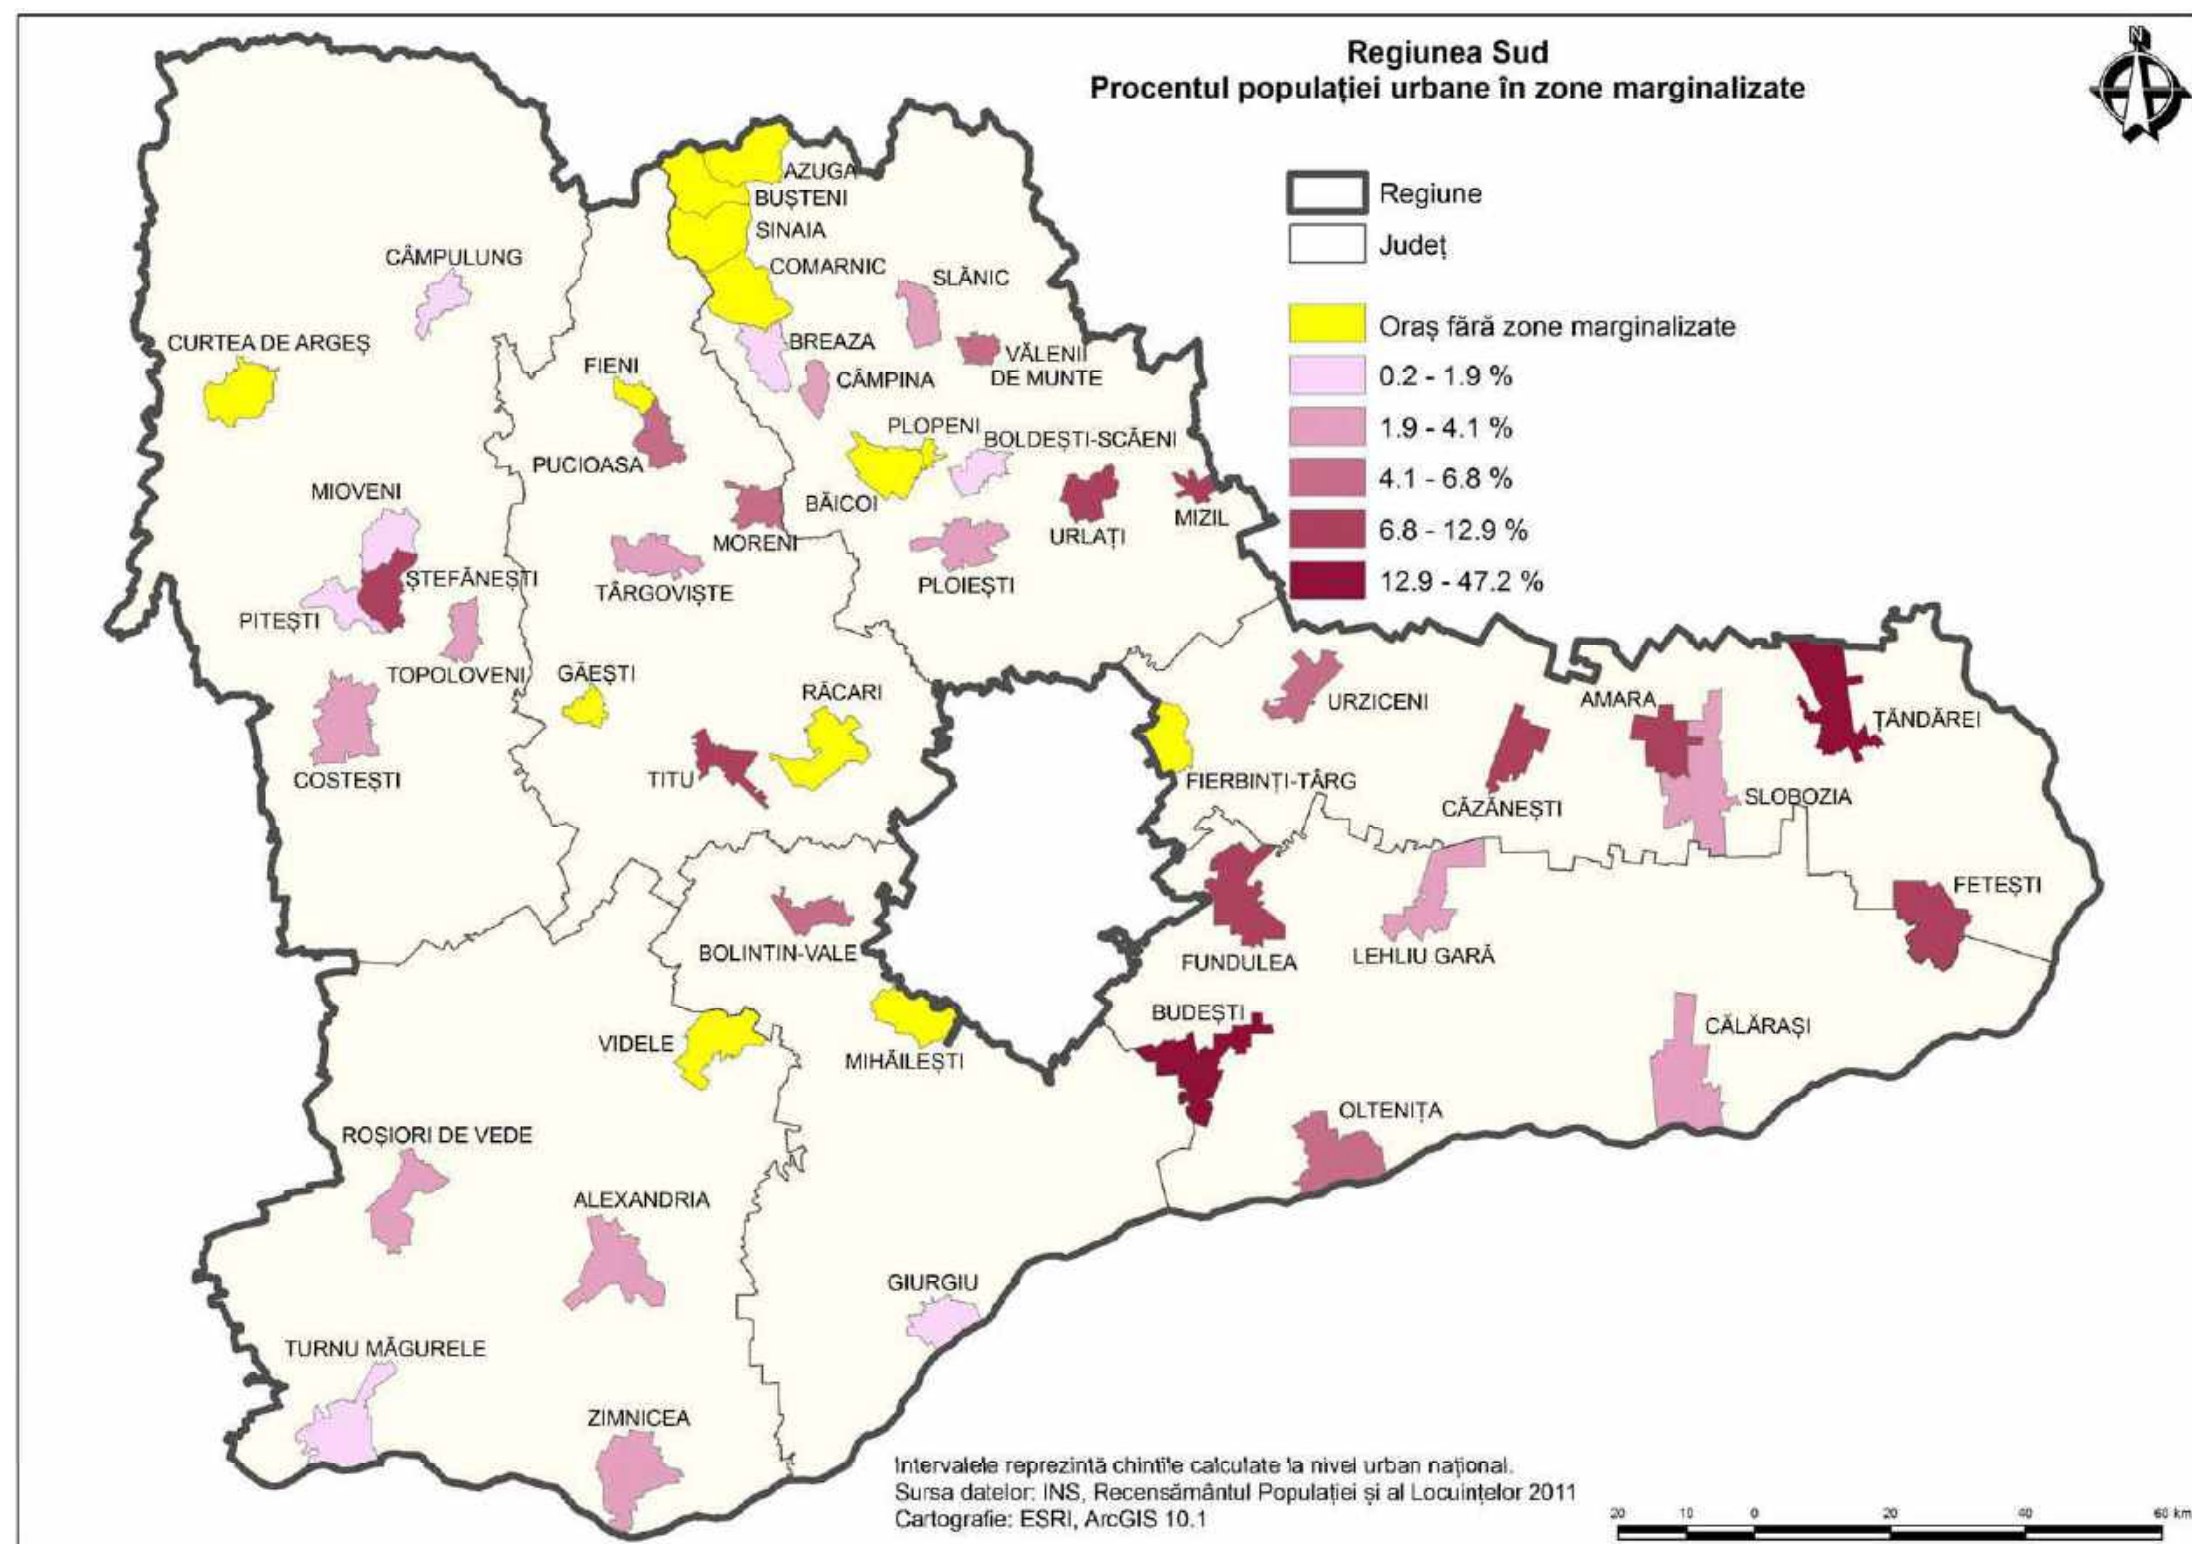 Regiunea Sud
Procentul populației urbane în zone marginalizate
N
Regiune
Județ
Oraș fără zone marginalizate
0.2 - 1.9 %
1.9 - 4.1 %
4.1 - 6.8 %
6.8 - 12.9 %
12.9 - 47.2 %
AZUGA
BUȘTENI
SINAIA
COMARNIC
CÂMPULUNG
SLĂNIC
CURTEA DE ARGEȘ
BREAZA
VĂLENII
DE MUNTE
FIENI
CÂMPINA
PLOPENI
BOLDEȘTI-SCĂENI
PUCIOASA
MIOVENI
BĂICOI
MIZIL
URLAȚI
MORENI
ȘTEFĂNEȘTI
TÂRGOVIȘTE
PLOIEȘTI
PITEȘTI
TOPOLOVENI
GĂEȘTI
RĂCARI
URZICENI
AMARA
ȚĂNDĂREI
COSTEȘTI
TITU
FIERBINȚI-TÂRG
CĂZĂNEȘTI
SLOBOZIA
FETEȘTI
BOLINTIN-VALE
FUNDULEA
LEHLIU GARĂ
BUDEȘTI
CĂLĂRAȘI
VIDELE
MIHĂILEȘTI
OLTENIȚA
ROȘIORI DE VEDE
ALEXANDRIA
GIURGIU
TURNU MĂGURELE
ZIMNICEA
Intervalele reprezintă chintile calculate la nivel urban național.
Sursa datelor: INS, Recensământul Populației și al Locuințelor 2011
Cartografie: ESRI, ArcGIS 10.1
20 10 0 20 40 60 km